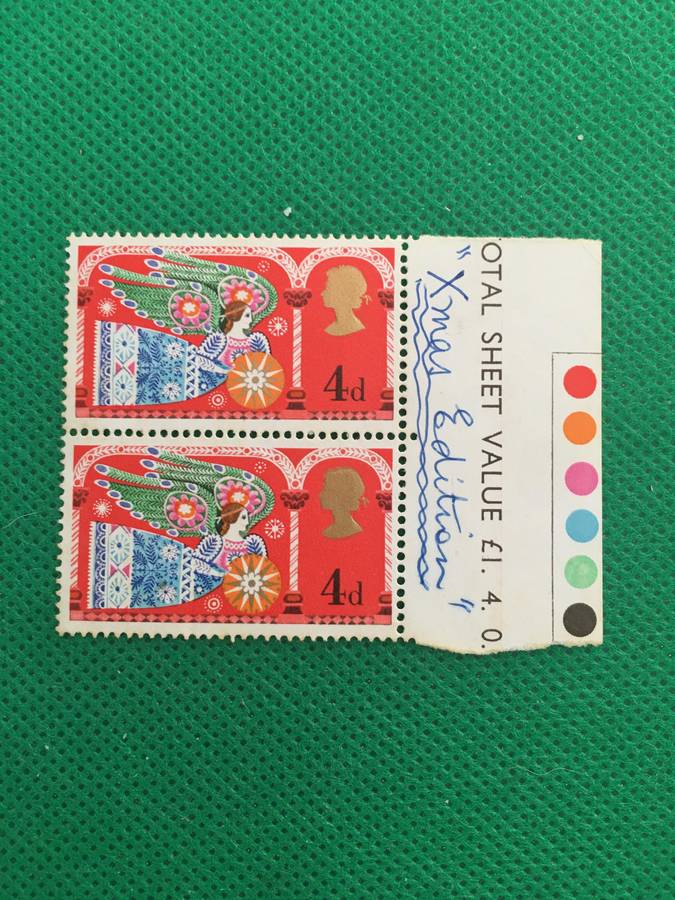 4d
4d
"Xmas Edition"
OTAL SHEET VALUE £1. 4. 0.